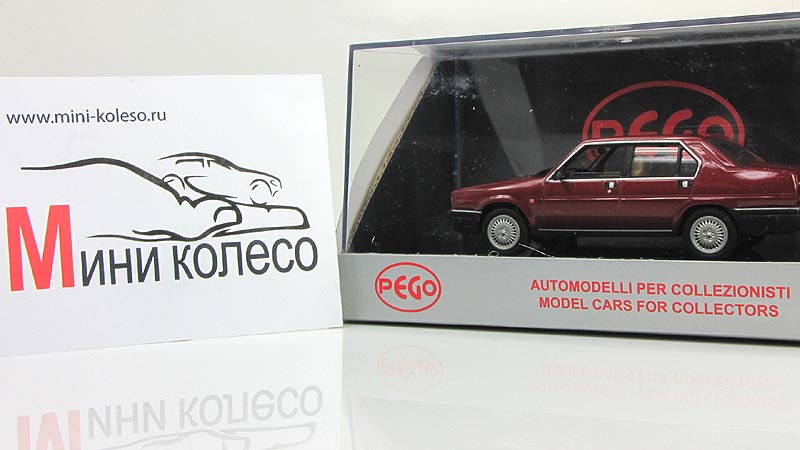 www.mini-koleso.ru
Мини колесо
PEGO
PEGO
AUTOMODELLI PER COLLEZIONISTI
MODEL CARS FOR COLLECTORS